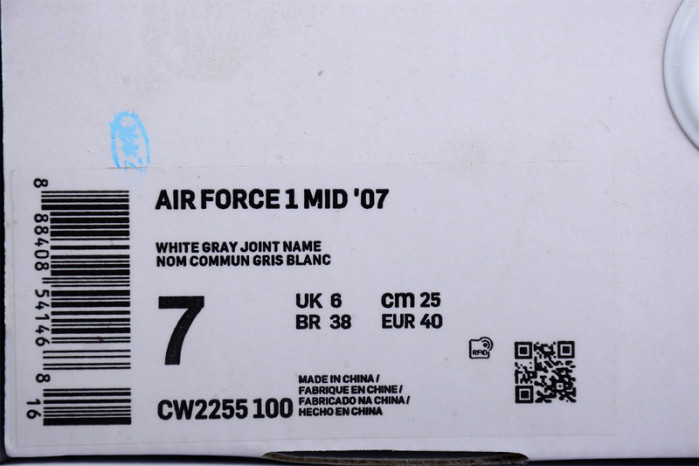 AIR FORCE 1 MID '07
WHITE GRAY JOINT NAME
NOM COMMUN GRIS BLANC
7
UK 6 cm 25
BR 38 EUR 40
RFID
MADE IN CHINA /
FABRIQUE EN CHINE /
FABRICADO NA CHINA /
HECHO EN CHINA
CW2255 100
8 88408 54146 8 16